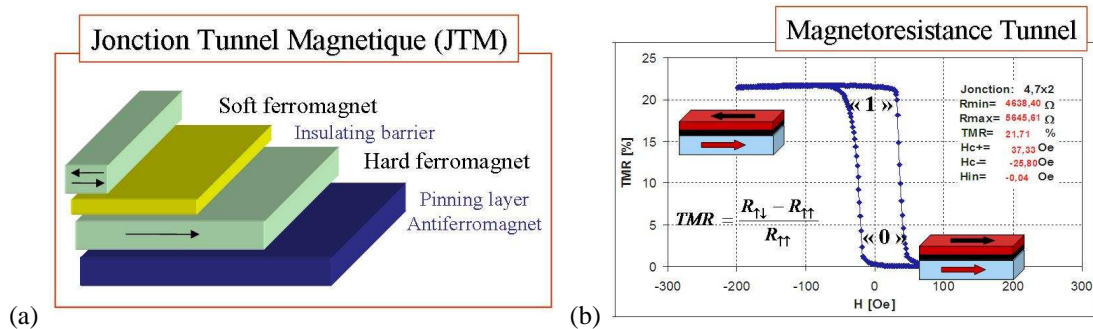 Jonction Tunnel Magnetique (JTM)
Soft ferromagnet
Insulating barrier
Hard ferromagnet
Pinning layer
Antiferromagnet
(a)
Magnetoresistance Tunnel
25
20
15
10
5
0
TMR [%]
-300 -200 -100 0 100 200 300
H [Oe]
« 1 »
« 0 »
TMR = R↑↓ − R↑↑
R↑↑
Jonction: 4,7x2
Rmin= 4638,40 Ω
Rmax= 5645,61 Ω
TMR= 21,71 %
Hc+= 37,33 Oe
Hc-= -25,80 Oe
Hin= -0,04 Oe
(b)